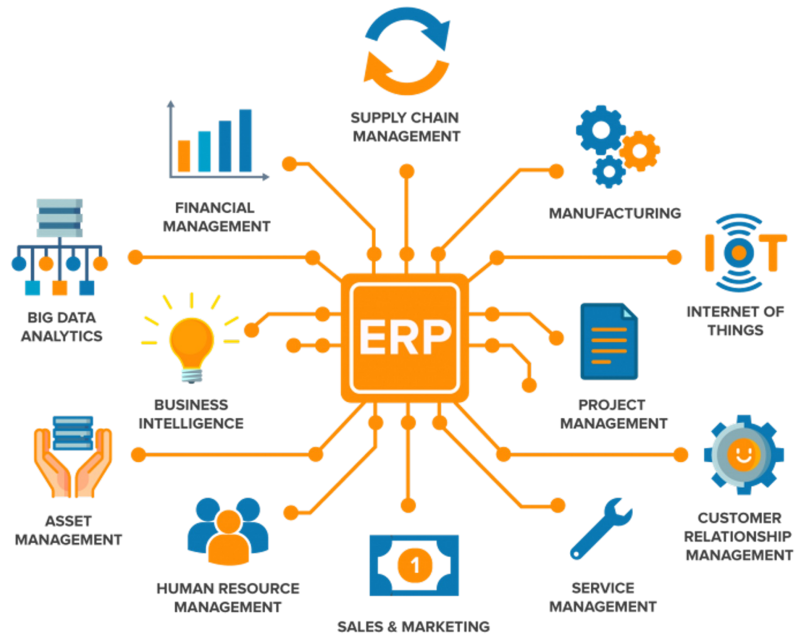 SUPPLY CHAIN
MANAGEMENT
FINANCIAL
MANAGEMENT
MANUFACTURING
IOT
BIG DATA
ANALYTICS
INTERNET OF
THINGS
ERP
BUSINESS
INTELLIGENCE
PROJECT
MANAGEMENT
ASSET
MANAGEMENT
CUSTOMER
RELATIONSHIP
MANAGEMENT
HUMAN RESOURCE
MANAGEMENT
1
SALES & MARKETING
SERVICE
MANAGEMENT